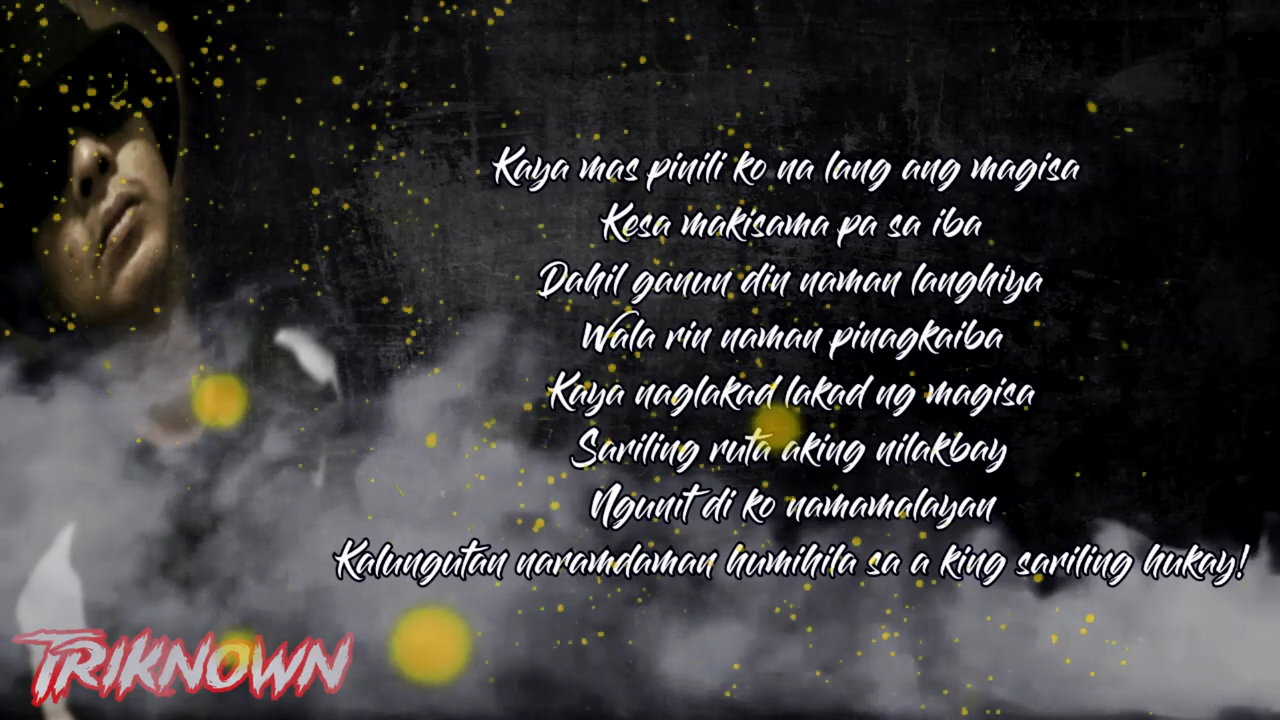 Kaya mas pinili ko na lang ang magisa
Kesa makisama pa sa iba
Dahil ganun din naman langhiya
Wala rin naman pinagkaiba
Kaya naglakad lakad ng magisa
Sariling ruta aking nilakbay
Ngunit di ko namamalayan
Kalungutan naramdaman humihila sa a king sariling hukay!
TRIKNOWN